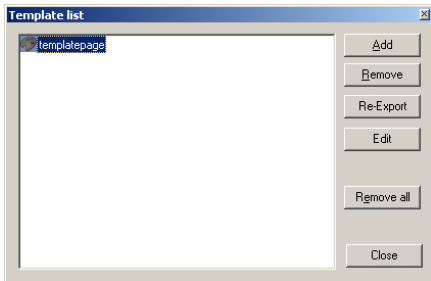 Template list
templatepage
Add
Remove
Re-Export
Edit
Remove all
Close